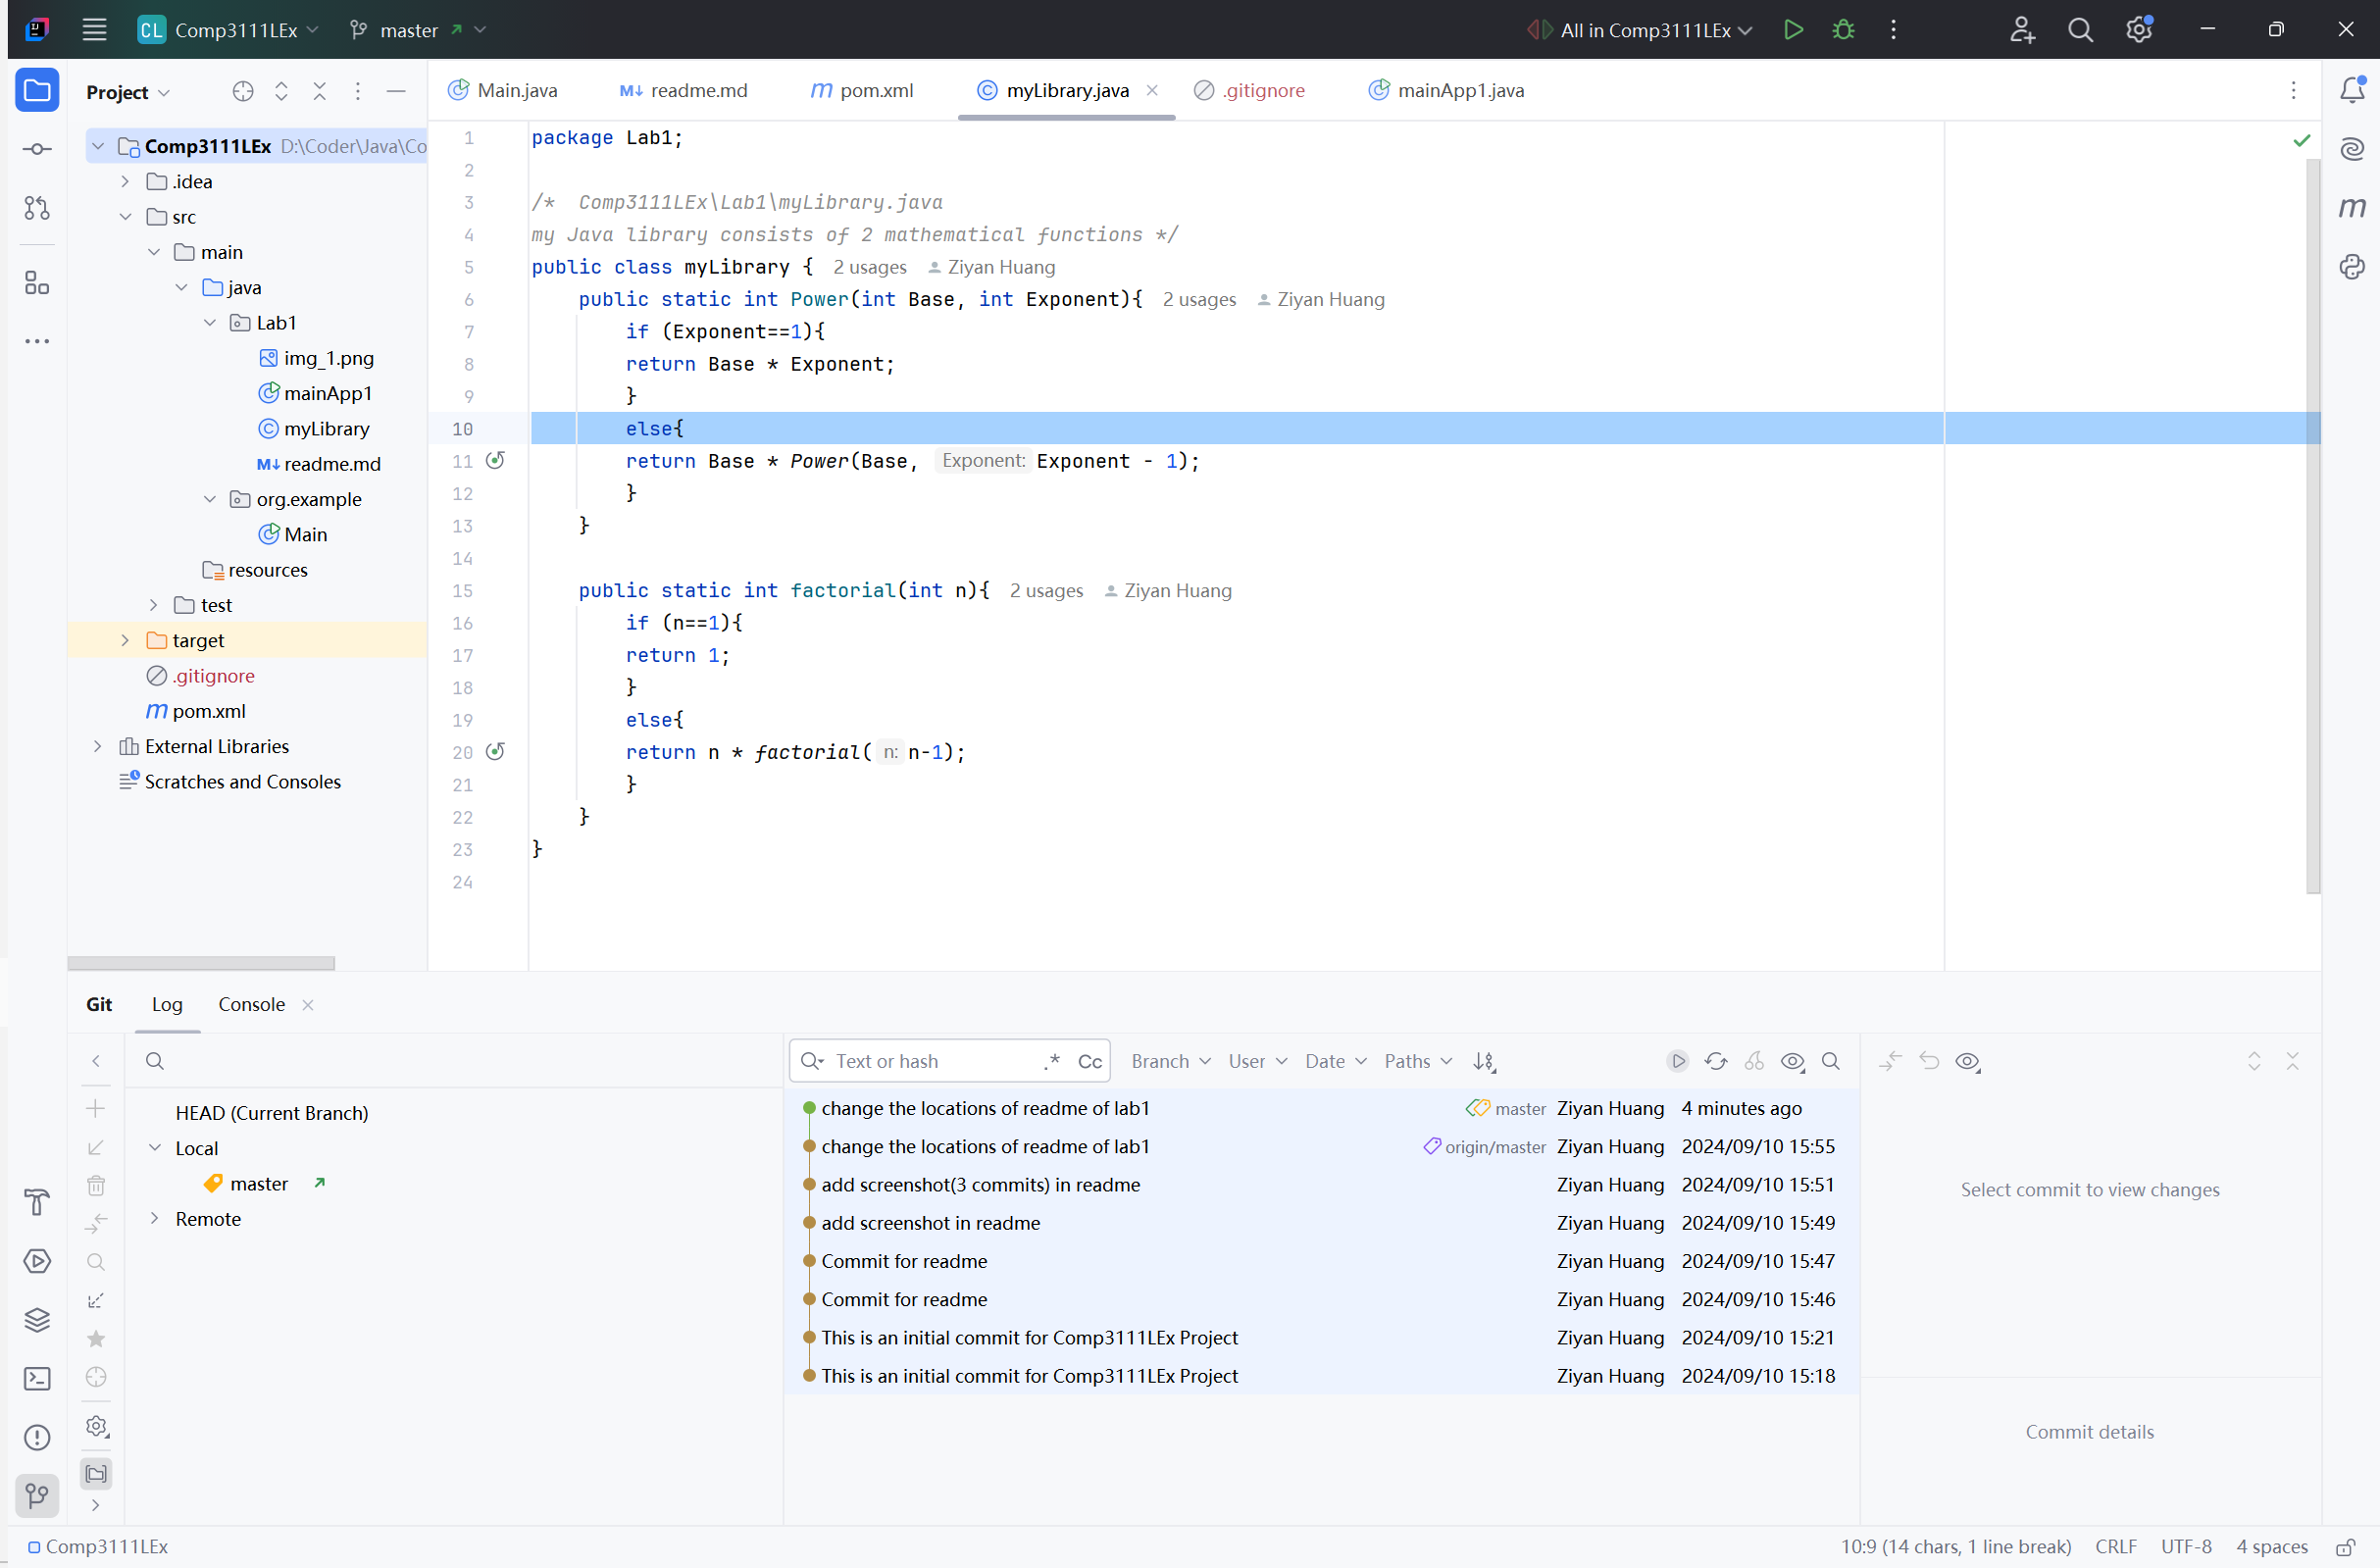 CL Comp3111LEx master All in Comp3111LEx
Project
Main.java readme.md pom.xml myLibrary.java .gitignore mainApp1.java
Comp3111LEx D:\Coder\Java\Co
.idea
src
main
java
Lab1
img_1.png
mainApp1
myLibrary
readme.md
org.example
Main
resources
test
target
.gitignore
pom.xml
External Libraries
Scratches and Consoles
1 package Lab1;
2
3 /* Comp3111LEx\Lab1\myLibrary.java
4 my Java library consists of 2 mathematical functions */
5 public class myLibrary { 2 usages Ziyan Huang
6 public static int Power(int Base, int Exponent){ 2 usages Ziyan Huang
7 if (Exponent==1){
8 return Base * Exponent;
9 }
10 else{
11 return Base * Power(Base, Exponent: Exponent - 1);
12 }
13 }
14
15 public static int factorial(int n){ 2 usages Ziyan Huang
16 if (n==1){
17 return 1;
18 }
19 else{
20 return n * factorial( n: n-1);
21 }
22 }
23 }
24
Git Log Console
HEAD (Current Branch)
Local
master
Remote
Text or hash .* Cc Branch User Date Paths
change the locations of readme of lab1 master Ziyan Huang 4 minutes ago
change the locations of readme of lab1 origin/master Ziyan Huang 2024/09/10 15:55
add screenshot(3 commits) in readme Ziyan Huang 2024/09/10 15:51
add screenshot in readme Ziyan Huang 2024/09/10 15:49
Commit for readme Ziyan Huang 2024/09/10 15:47
Commit for readme Ziyan Huang 2024/09/10 15:46
This is an initial commit for Comp3111LEx Project Ziyan Huang 2024/09/10 15:21
This is an initial commit for Comp3111LEx Project Ziyan Huang 2024/09/10 15:18
Select commit to view changes
Commit details
Comp3111LEx 10:9 (14 chars, 1 line break) CRLF UTF-8 4 spaces